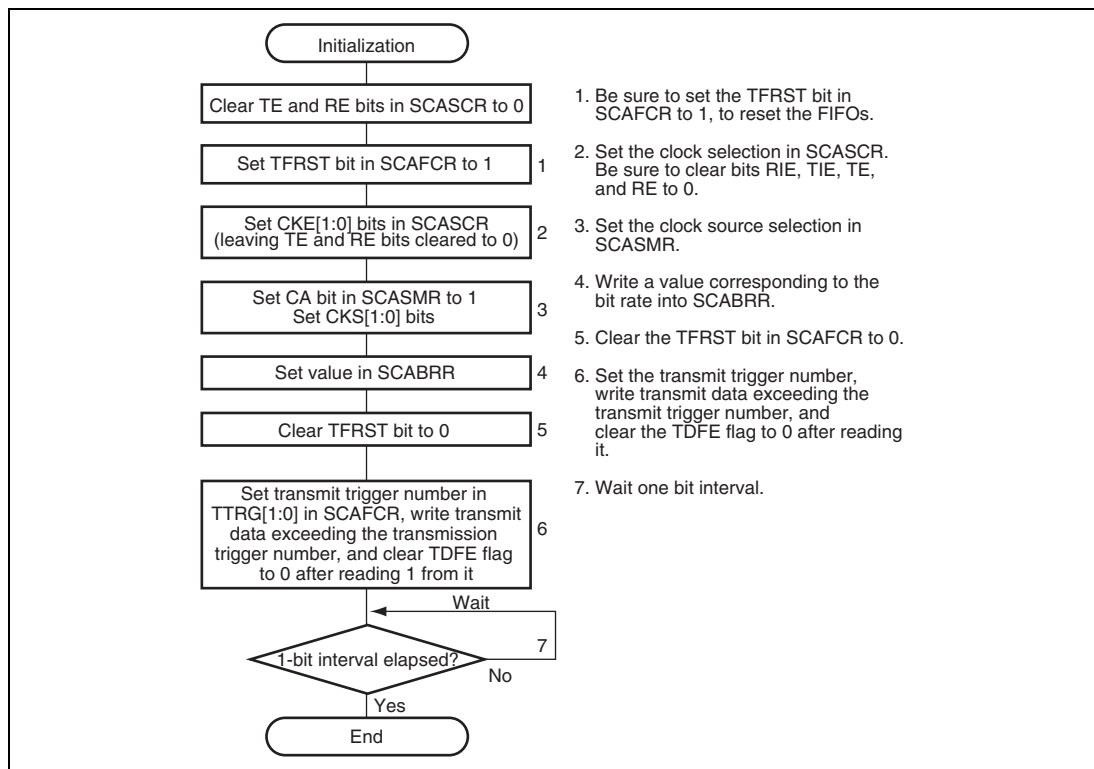 Initialization
Clear TE and RE bits in SCASCR to 0
Set TFRST bit in SCAFCR to 1
1
Set CKE[1:0] bits in SCASCR
(leaving TE and RE bits cleared to 0)
2
Set CA bit in SCASMR to 1
Set CKS[1:0] bits
3
Set value in SCABRR
4
Clear TFRST bit to 0
5
Set transmit trigger number in
TTRG[1:0] in SCAFCR, write transmit
data exceeding the transmission
trigger number, and clear TDFE flag
to 0 after reading 1 from it
6
Wait
1-bit interval elapsed?
7
No
Yes
End
1. Be sure to set the TFRST bit in
SCAFCR to 1, to reset the FIFOs.
2. Set the clock selection in SCASCR.
Be sure to clear bits RIE, TIE, TE,
and RE to 0.
3. Set the clock source selection in
SCASMR.
4. Write a value corresponding to the
bit rate into SCABRR.
5. Clear the TFRST bit in SCAFCR to 0.
6. Set the transmit trigger number,
write transmit data exceeding the
transmit trigger number, and
clear the TDFE flag to 0 after reading
it.
7. Wait one bit interval.